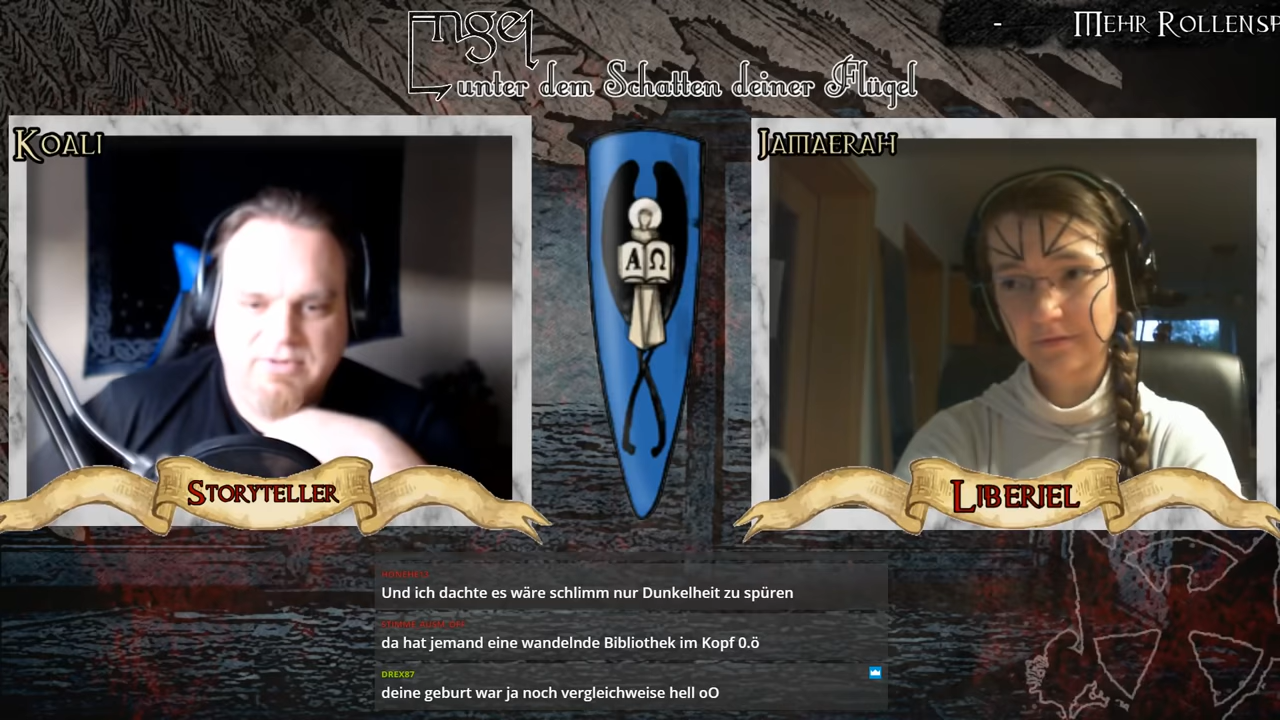 Engel
unter dem Schatten deiner Flügel
- Mehr Rollensp
Koali
Jamaerah
A Ω
Storyteller
Liberiel
Und ich dachte es wäre schlimm nur Dunkelheit zu spüren
da hat jemand eine wandelnde Bibliothek im Kopf 0.ö
DREX87
deine geburt war ja noch vergleichweise hell oO